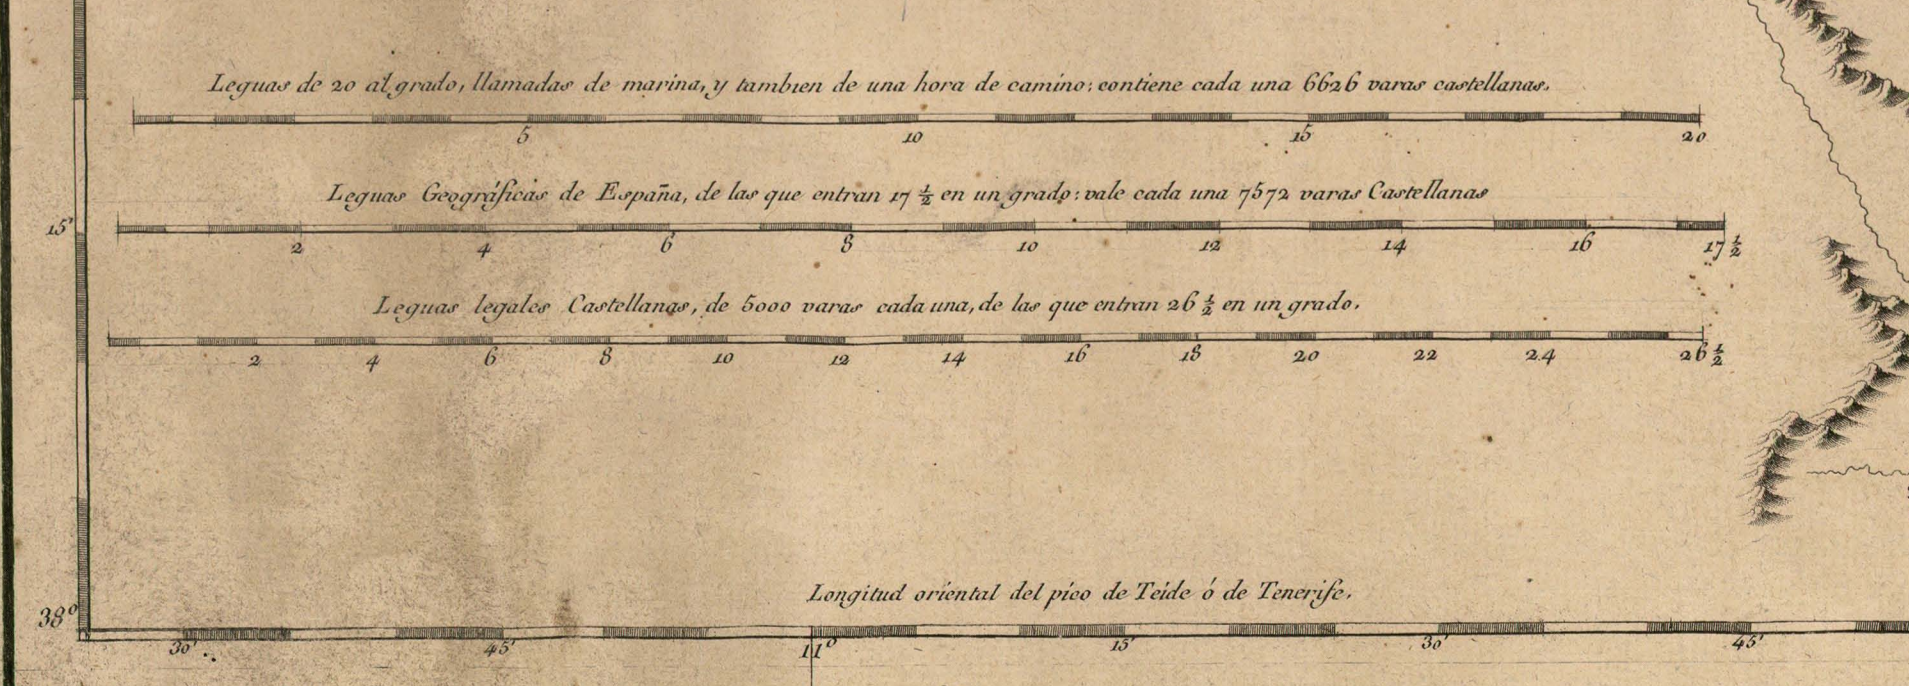 Leguas de 20 al grado, llamadas de marina, y tambien de una hora de camino: contiene cada una 6626 varas castellanas.
5 10 15 20
Leguas Geográficas de España, de las que entran 17 ½ en un grado: vale cada una 7572 varas Castellanas
15'
2 4 6 8 10 12 14 16 17 ½
Leguas legales Castellanas, de 5000 varas cada una, de las que entran 26 ½ en un grado.
2 4 6 8 10 12 14 16 18 20 22 24 26 ½
Longitud oriental del pico de Teide ó de Tenerife.
38°
30' 45' 11° 15' 30' 45'